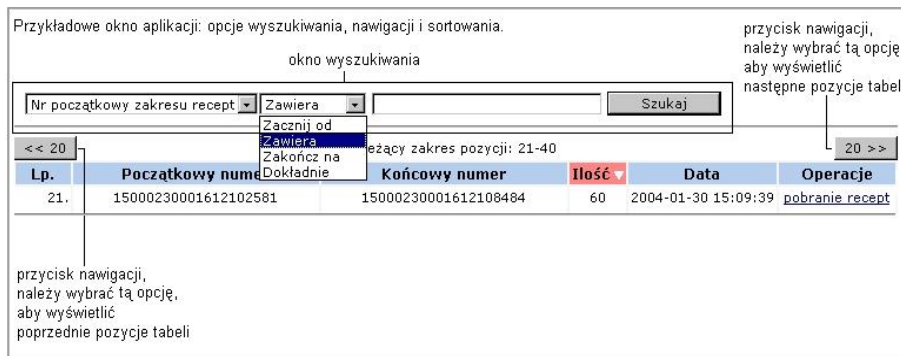 Przykładowe okno aplikacji: opcje wyszukiwania, nawigacji i sortowania.
przycisk nawigacji,
należy wybrać tą opcję,
aby wyświetlić
następne pozycje tabel
okno wyszukiwania
Nr początkowy zakresu recept Zawiera Szukaj
Zacznij od
Zawiera
Zakończ na
Dokładnie
<< 20 eżący zakres pozycji: 21-40 20 >>
Lp. Początkowy nume Końcowy numer Ilość Data Operacje
21. 15000230001612102581 15000230001612108484 60 2004-01-30 15:09:39 pobranie recept
przycisk nawigacji,
należy wybrać tą opcję,
aby wyświetlić
poprzednie pozycje tabeli